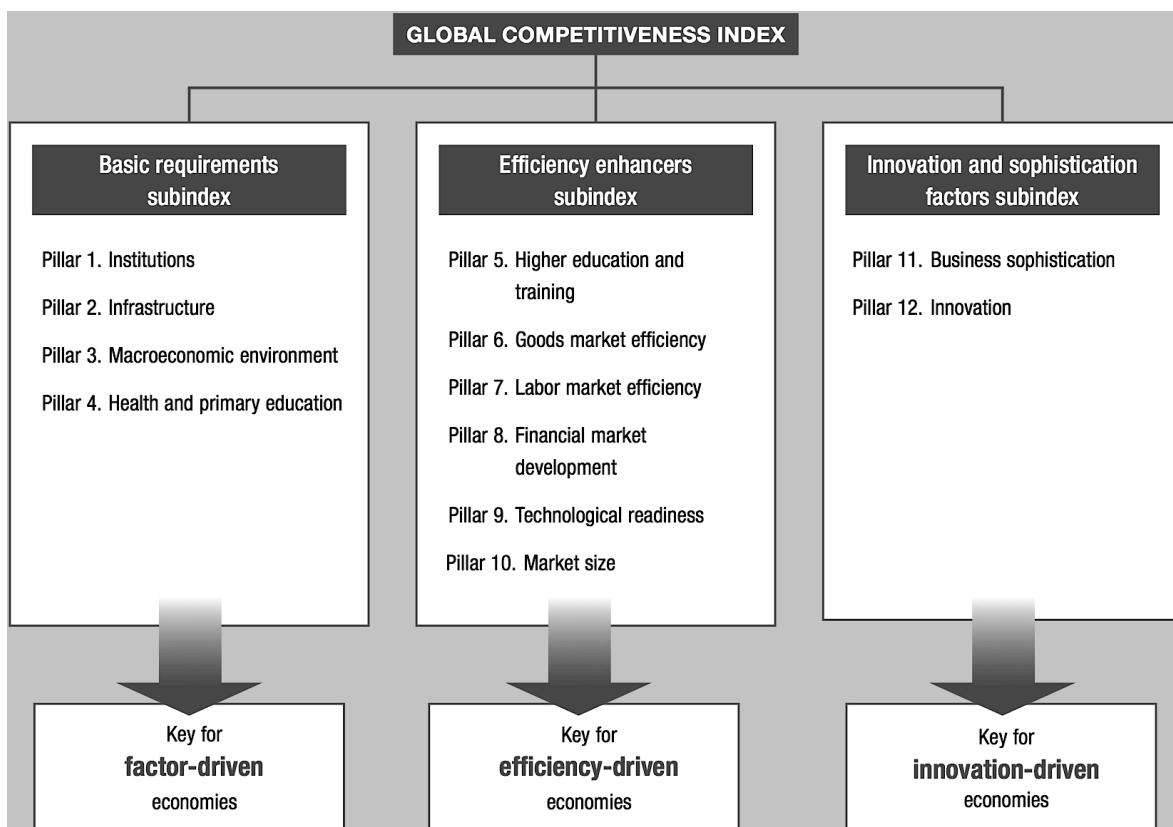 GLOBAL COMPETITIVENESS INDEX
Basic requirements
subindex
Pillar 1. Institutions
Pillar 2. Infrastructure
Pillar 3. Macroeconomic environment
Pillar 4. Health and primary education
Key for
factor-driven
economies
Efficiency enhancers
subindex
Pillar 5. Higher education and
training
Pillar 6. Goods market efficiency
Pillar 7. Labor market efficiency
Pillar 8. Financial market
development
Pillar 9. Technological readiness
Pillar 10. Market size
Key for
efficiency-driven
economies
Innovation and sophistication
factors subindex
Pillar 11. Business sophistication
Pillar 12. Innovation
Key for
innovation-driven
economies